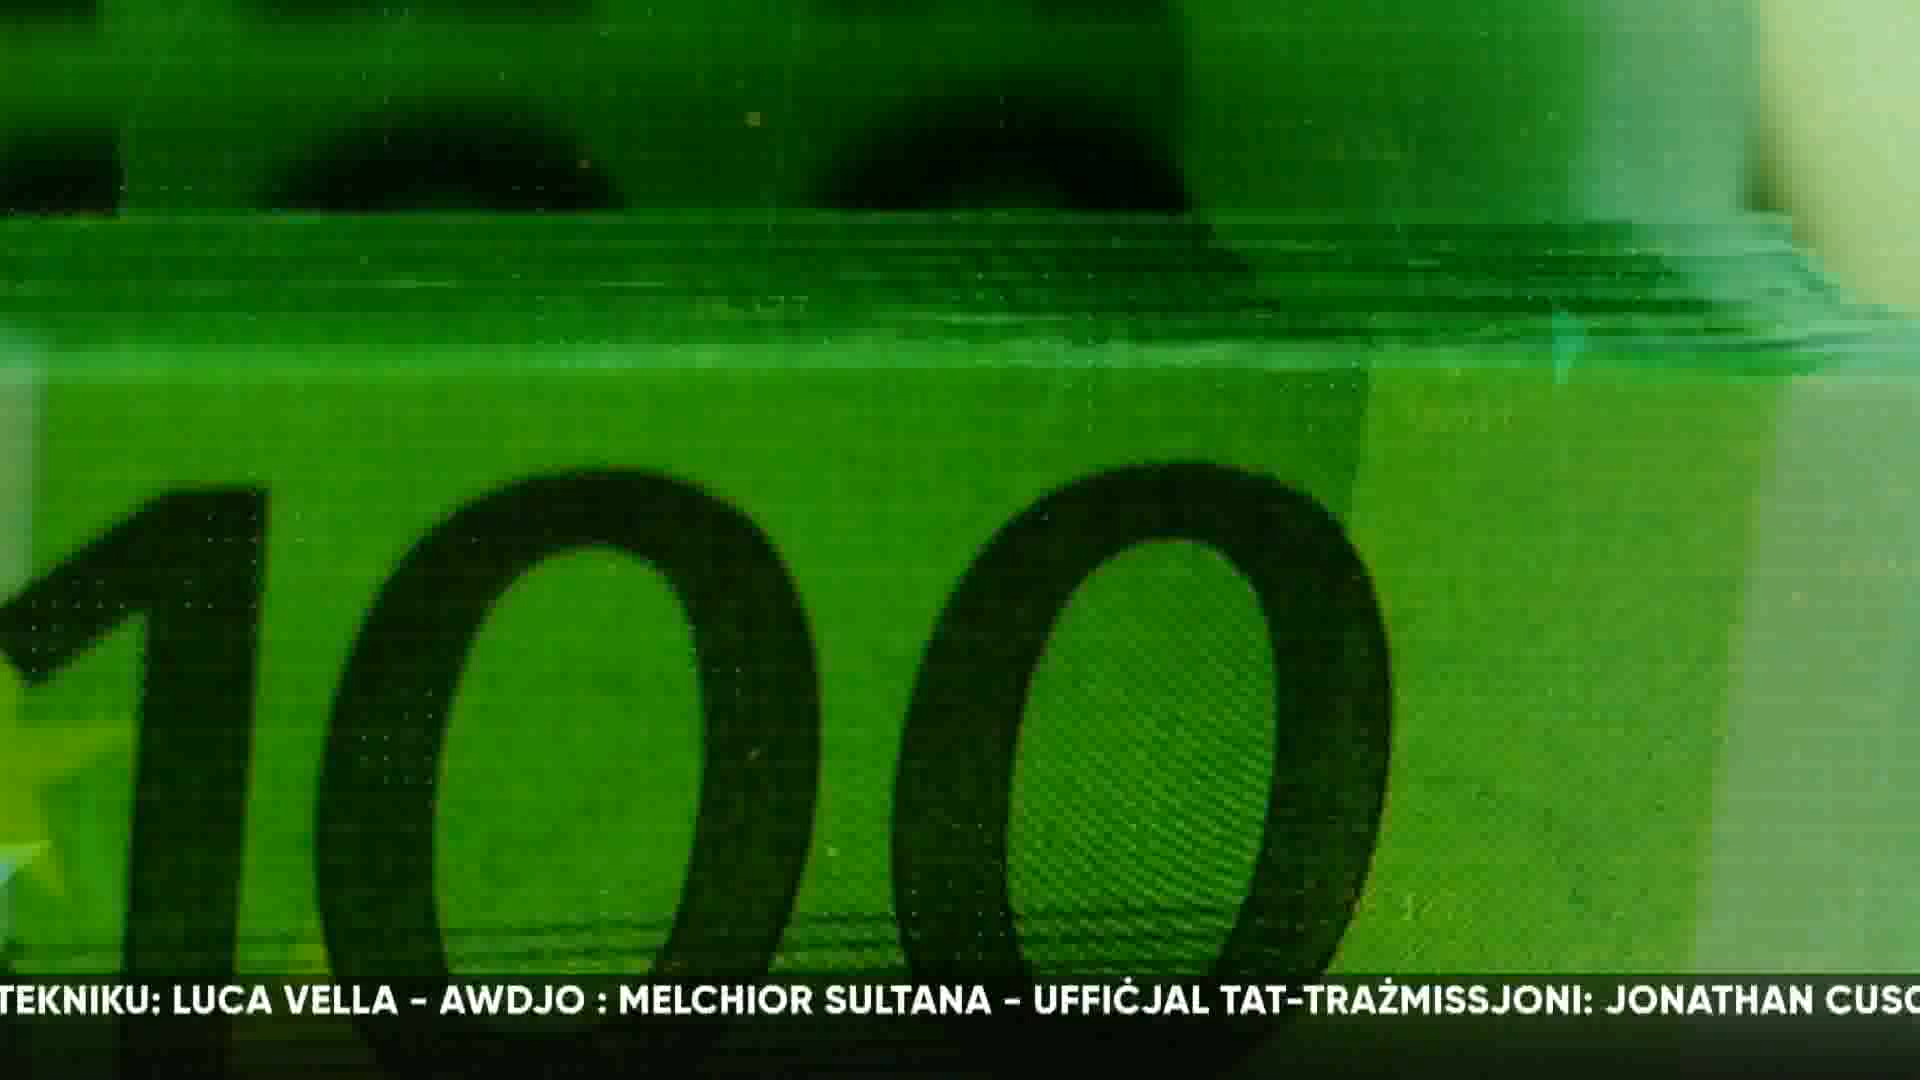 100
TEKNIKU: LUCA VELLA - AWDJO : MELCHIOR SULTANA - UFFIĊJAL TAT-TRAŻMISSJONI: JONATHAN